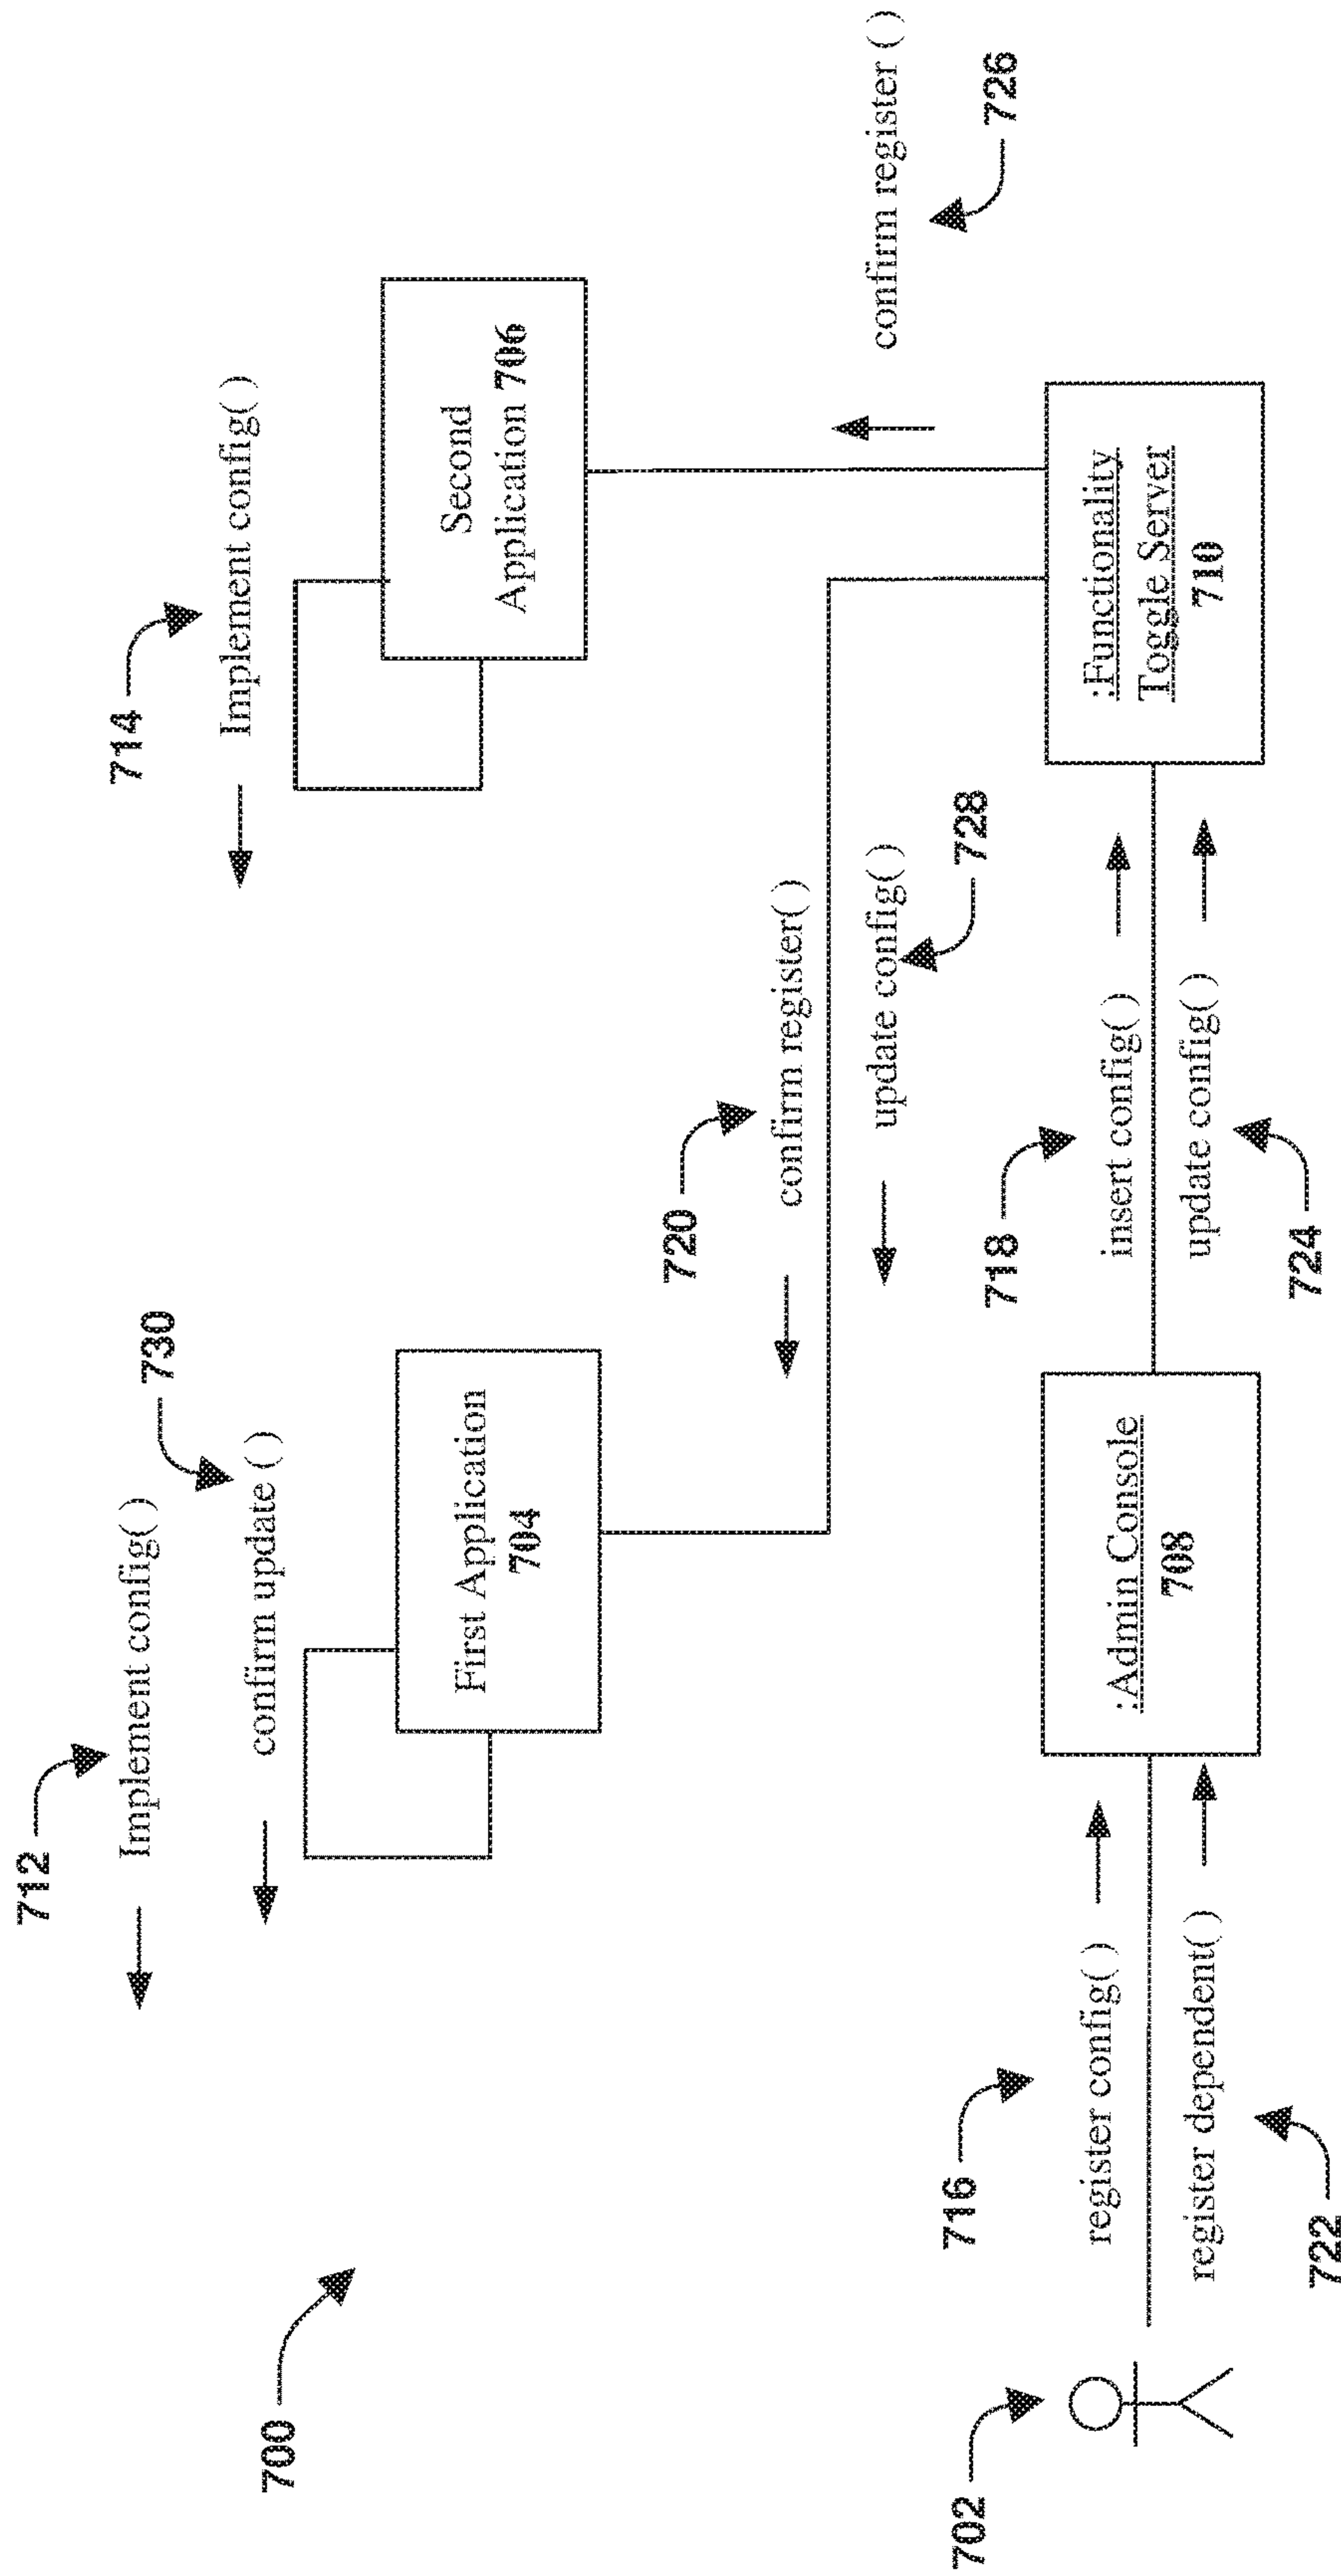 712
Implement config( )
730
confirm update ( )
700
First Application
704
714
Implement config( )
Second
Application 706
720
confirm register( )
update config( )
728
confirm register ( )
726
702
716
register config( )
register dependent( )
722
:Admin Console
708
718
insert config( )
update config( )
724
:Functionality
Toggle Server
710